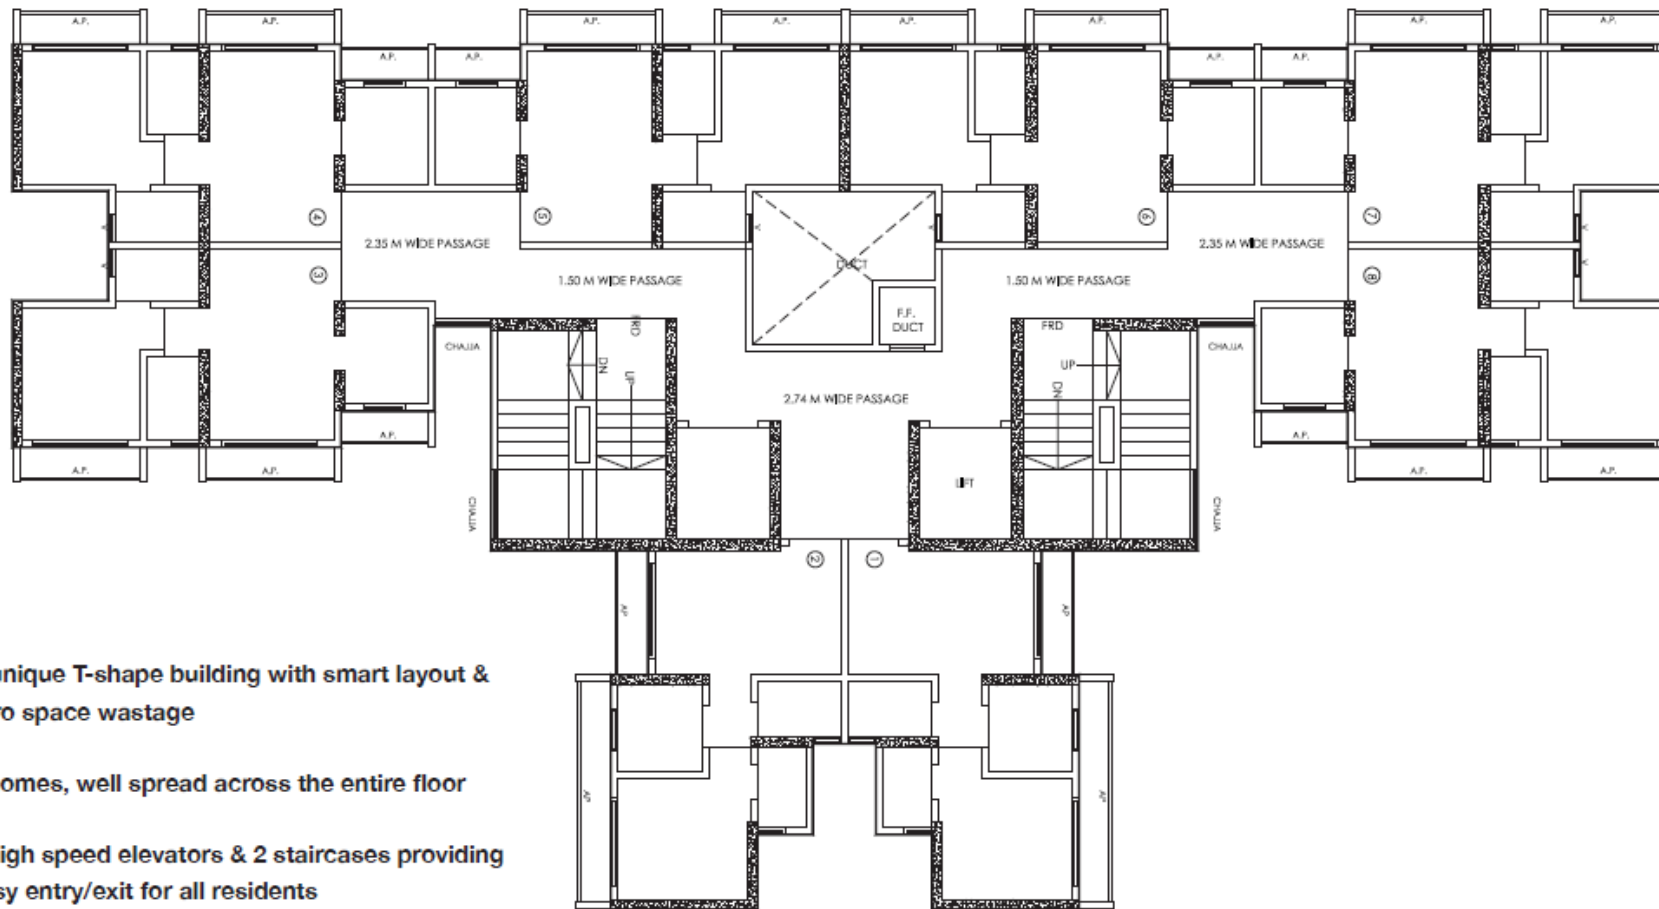 A.P. A.P. A.P. A.P. A.P. A.P. A.P. A.P.
A.P. A.P. A.P. A.P.
4 5 6 7
V V V V
2.35 M WIDE PASSAGE 2.35 M WIDE PASSAGE
DUCT
3 8
V V
1.50 M WIDE PASSAGE 1.50 M WIDE PASSAGE
F.F.
DUCT
FRD FRD
CHAJJA CHAJJA
DN UP UP DN
2.74 M WIDE PASSAGE
A.P. A.P.
A.P. A.P. A.P. A.P.
LIFT
CHAJJA CHAJJA
2 1
AP AP
nique T-shape building with smart layout &
ro space wastage
omes, well spread across the entire floor
AP AP
igh speed elevators & 2 staircases providing
sy entry/exit for all residents